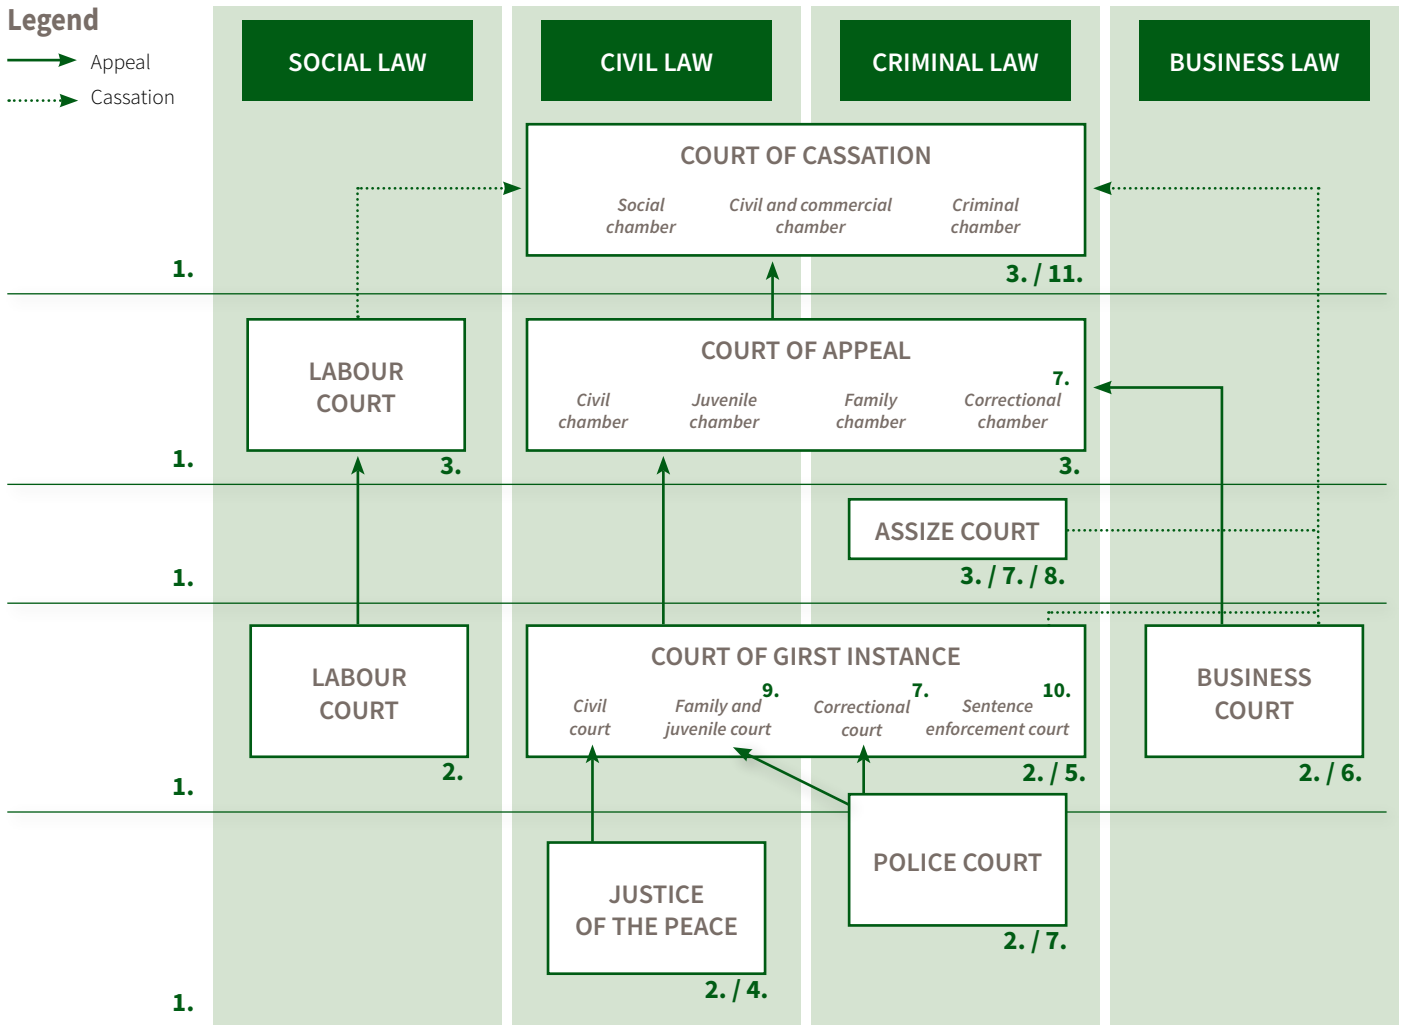 Legend
Appeal
Cassation
SOCIAL LAW
CIVIL LAW
CRIMINAL LAW
BUSINESS LAW
COURT OF CASSATION
Social
chamber
Civil and commercial
chamber
Criminal
chamber
1.
3. / 11.
LABOUR
COURT
3.
COURT OF APPEAL
7.
Civil
chamber
Juvenile
chamber
Family
chamber
Correctional
chamber
1.
3.
ASSIZE COURT
3. / 7. / 8.
1.
LABOUR
COURT
2.
COURT OF GIRST INSTANCE
Civil
court
9.
Family and
juvenile court
7.
Correctional
court
10.
Sentence
enforcement court
2. / 5.
BUSINESS
COURT
2. / 6.
1.
JUSTICE
OF THE PEACE
2. / 4.
POLICE COURT
2. / 7.
1.